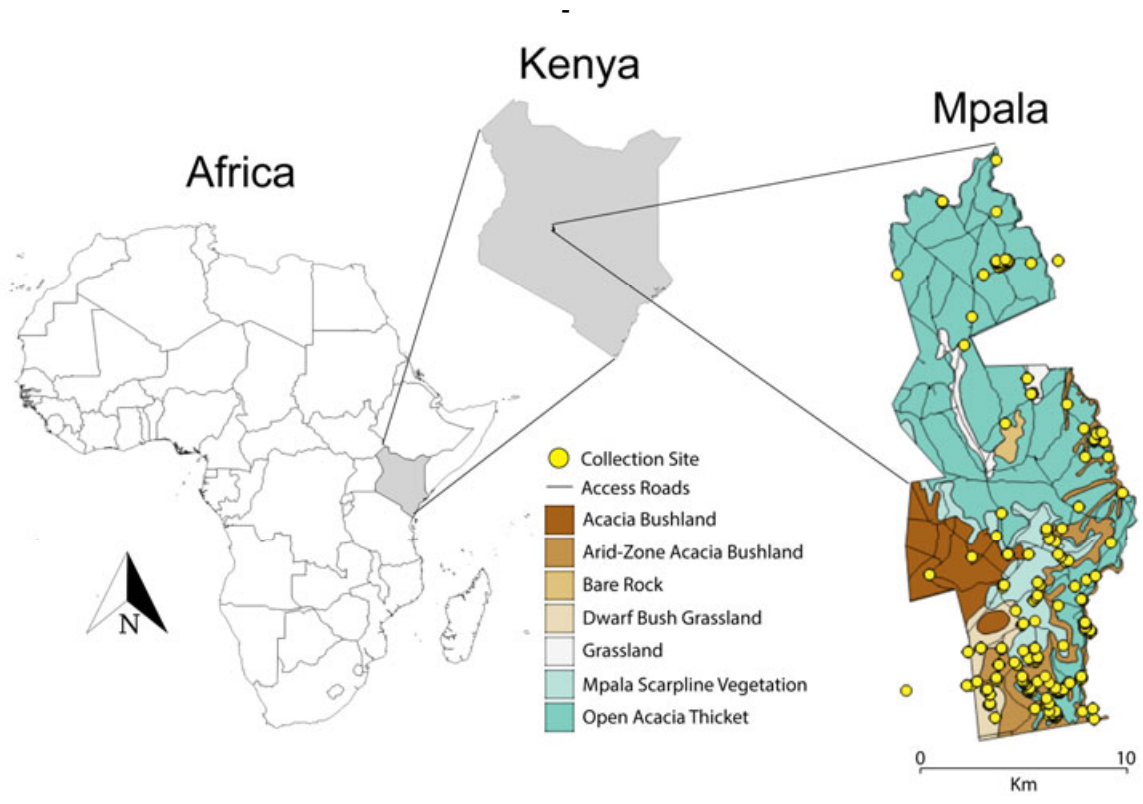 -
Kenya
Mpala
Africa
N
Collection Site
Access Roads
Acacia Bushland
Arid-Zone Acacia Bushland
Bare Rock
Dwarf Bush Grassland
Grassland
Mpala Scarpline Vegetation
Open Acacia Thicket
0 10
Km